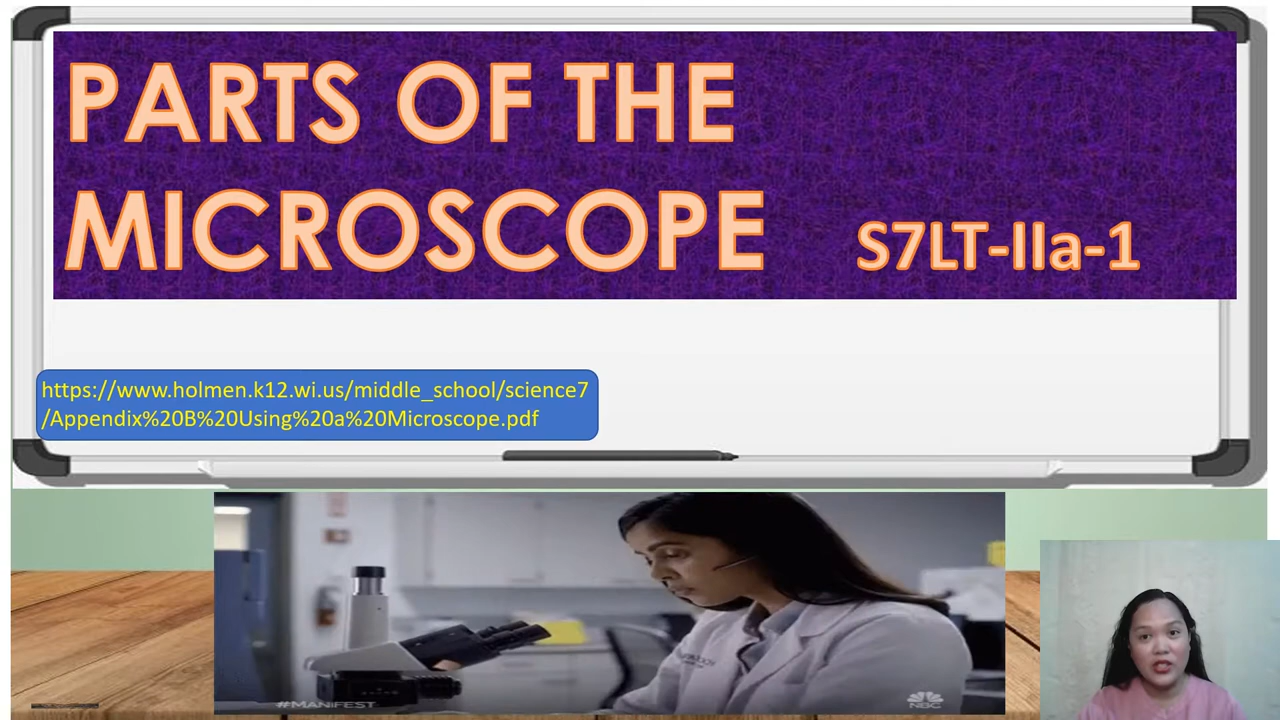 PARTS OF THE
MICROSCOPE S7LT-IIa-1
https://www.holmen.k12.wi.us/middle_school/science7
/Appendix%20B%20Using%20a%20Microscope.pdf
#MANIFEST
NBC